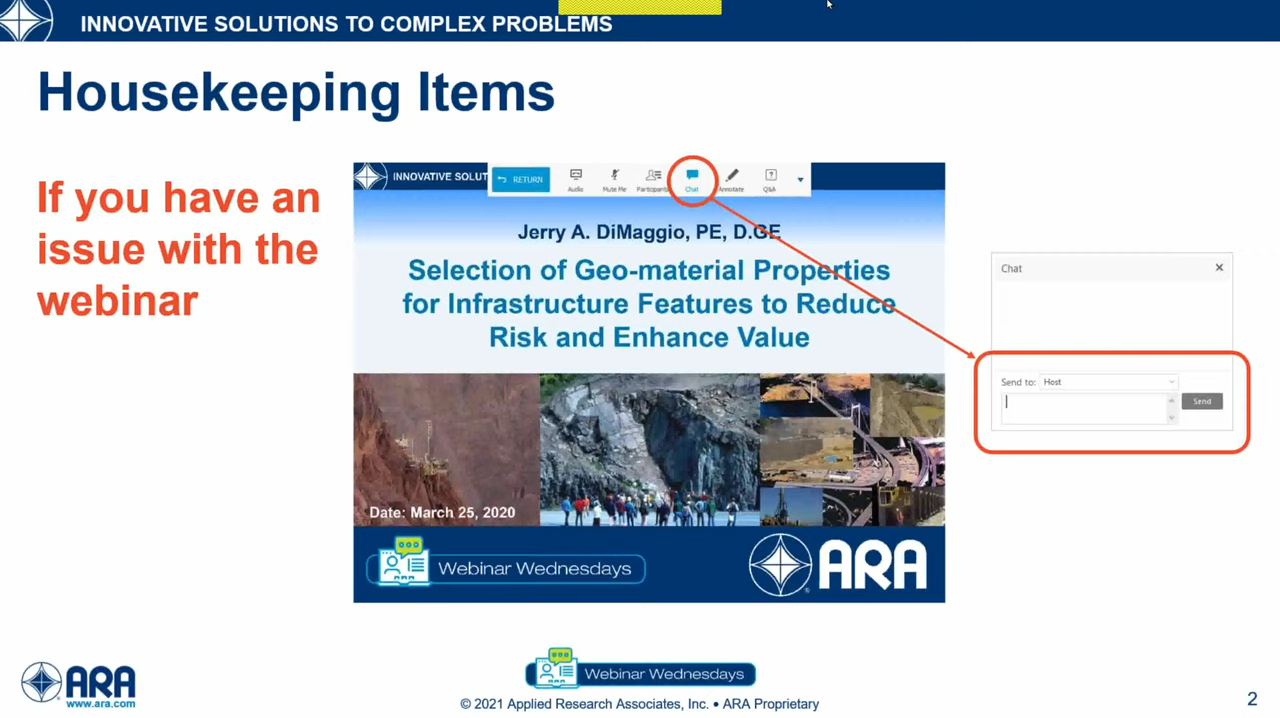 INNOVATIVE SOLUTIONS TO COMPLEX PROBLEMS
Housekeeping Items
If you have an
issue with the
webinar
INNOVATIVE SOLUT
RETURN
Audio
Mute Me
Participants
Chat
Annotate
Q&A
Jerry A. DiMaggio, PE, D.GE
Selection of Geo-material Properties
for Infrastructure Features to Reduce
Risk and Enhance Value
Date: March 25, 2020
Webinar Wednesdays
ARA
Chat
Send to: Host
Send
ARA
www.ara.com
Webinar Wednesdays
© 2021 Applied Research Associates, Inc. • ARA Proprietary
2